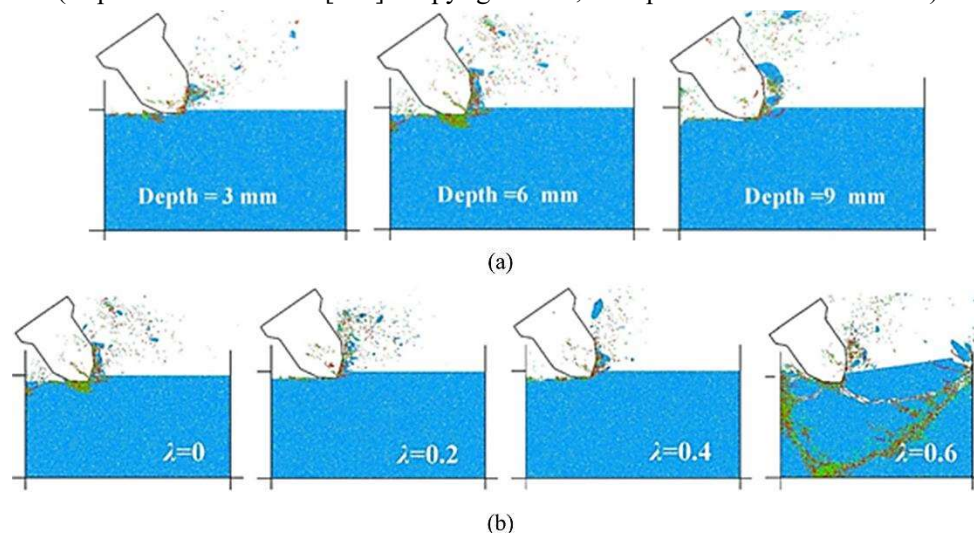 Depth = 3 mm
Depth =6 mm
Depth =9 mm
(a)
λ=0
λ=0.2
λ=0.4
λ=0.6
(b)